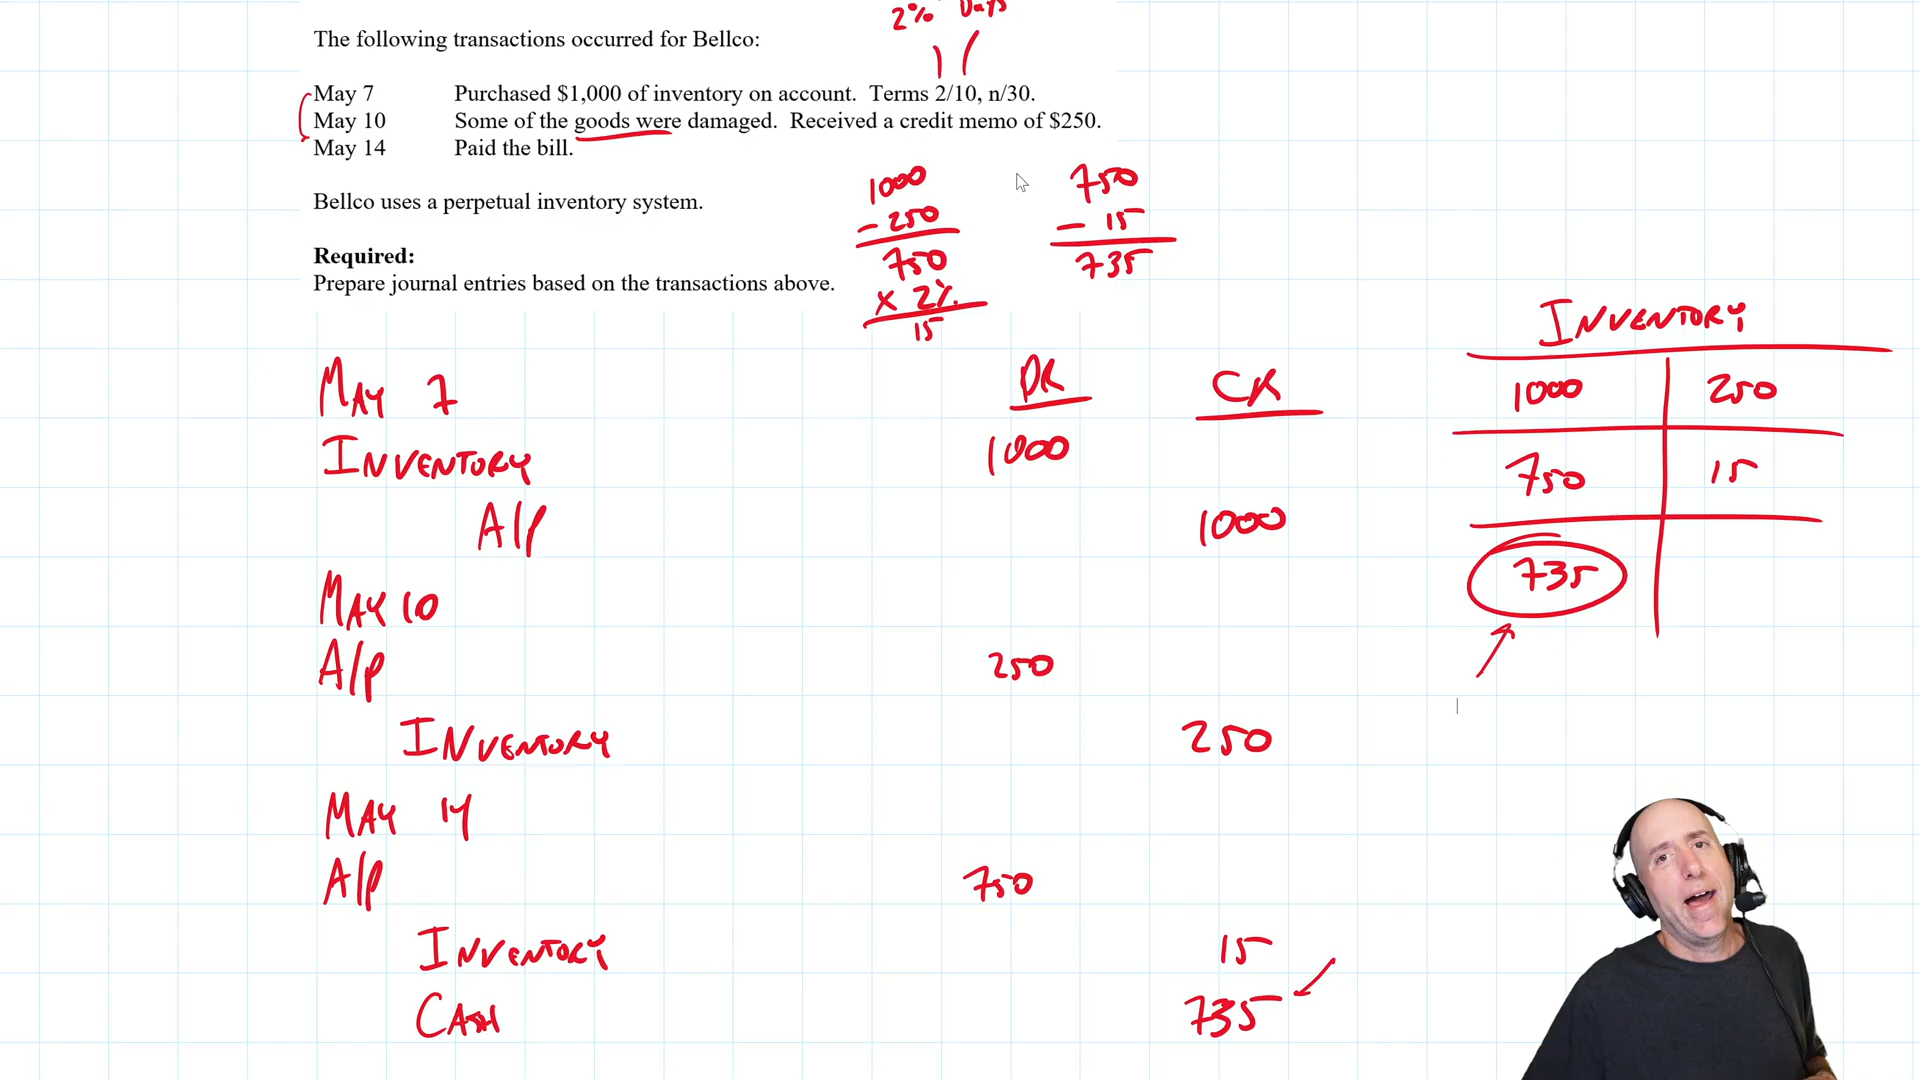 2% Days
The following transactions occurred for Bellco:
May 7 Purchased $1,000 of inventory on account. Terms 2/10, n/30.
May 10 Some of the goods were damaged. Received a credit memo of $250.
May 14 Paid the bill.
Bellco uses a perpetual inventory system.
Required:
Prepare journal entries based on the transactions above.
1000
- 250
750
x 2%
15
750
- 15
735
DR CR
MAY 7
INVENTORY 1000
A/P 1000
MAY 10
A/P 250
INVENTORY 250
MAY 14
A/P 750
INVENTORY 15
CASH 735
INVENTORY
1000 250
750 15
735